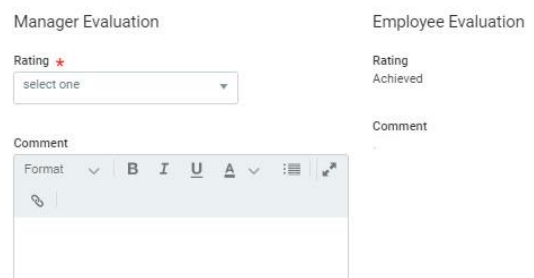 Manager Evaluation
Rating *
select one
Comment
Format B I U A
Employee Evaluation
Rating
Achieved
Comment